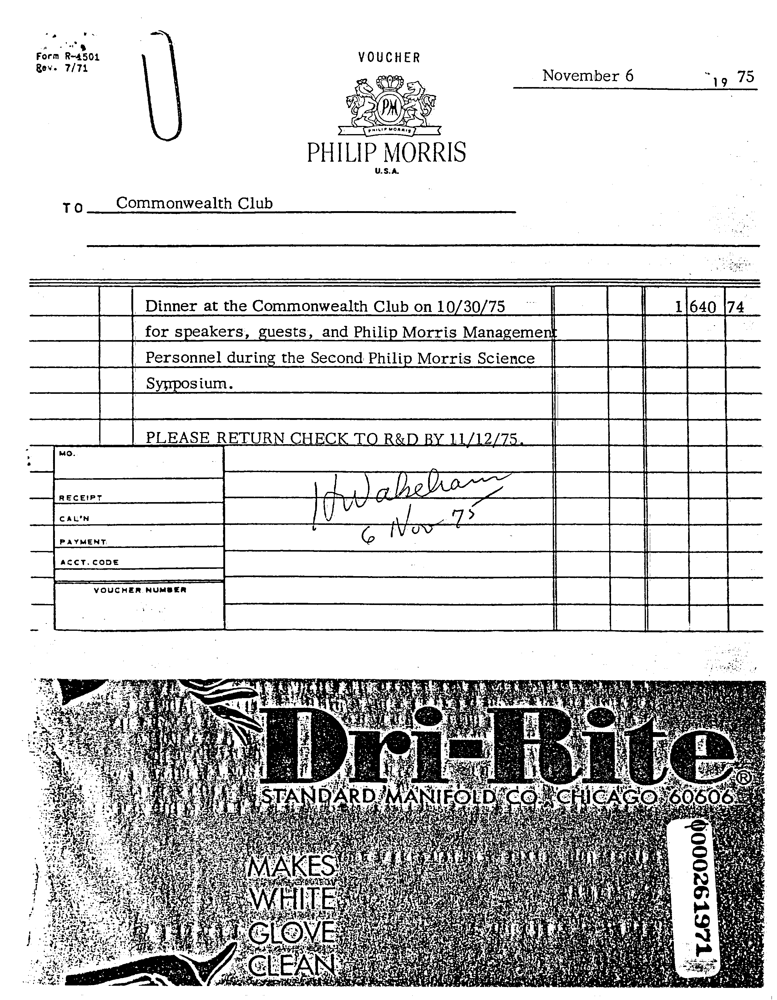 Form R-4501
Rev. 7/71
VOUCHER
November 6 19 75
PM
PHILIP MORRIS
PHILIP MORRIS
U.S.A.
TO Commonwealth Club
Dinner at the Commonwealth Club on 10/30/75 1 640 74
for speakers, guests, and Philip Morris Management
Personnel during the Second Philip Morris Science
Symposium.
PLEASE RETURN CHECK TO R&D BY 11/12/75.
MO.
RECEIPT
CAL'N
PAYMENT
ACCT. CODE
VOUCHER NUMBER
HWakeham
6 Nov 75
Dri-Rite®
STANDARD MANIFOLD CO. CHICAGO 60606
MAKES
WHITE
GLOVE
CLEAN
0000261971